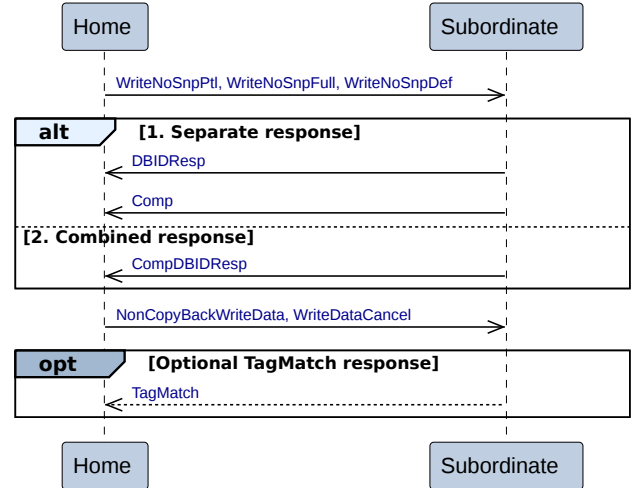 Home Subordinate
WriteNoSnpPtl, WriteNoSnpFull, WriteNoSnpDef
alt [1. Separate response]
DBIDResp
Comp
[2. Combined response]
CompDBIDResp
NonCopyBackWriteData, WriteDataCancel
opt [Optional TagMatch response]
TagMatch
Home Subordinate